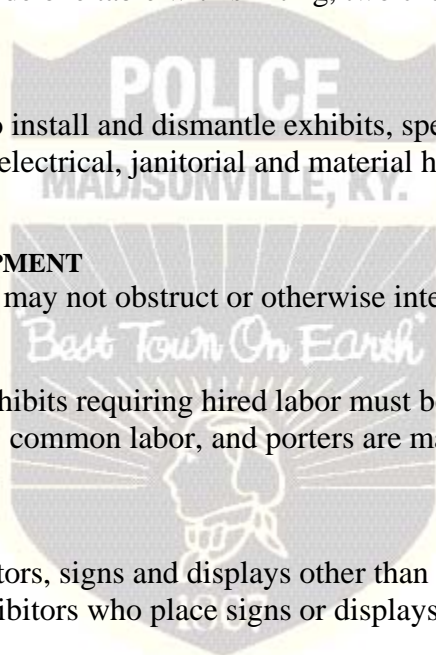 POLICE
install and dismantle exhibits, spe
electrical, janitorial and material h
MADISONVILLE, KY.
PMENT
may not obstruct or otherwise inte
"Best Town On Earth"
hibits requiring hired labor must be
common labor, and porters are ma
tors, signs and displays other than
ibitors who place signs or displays
1807